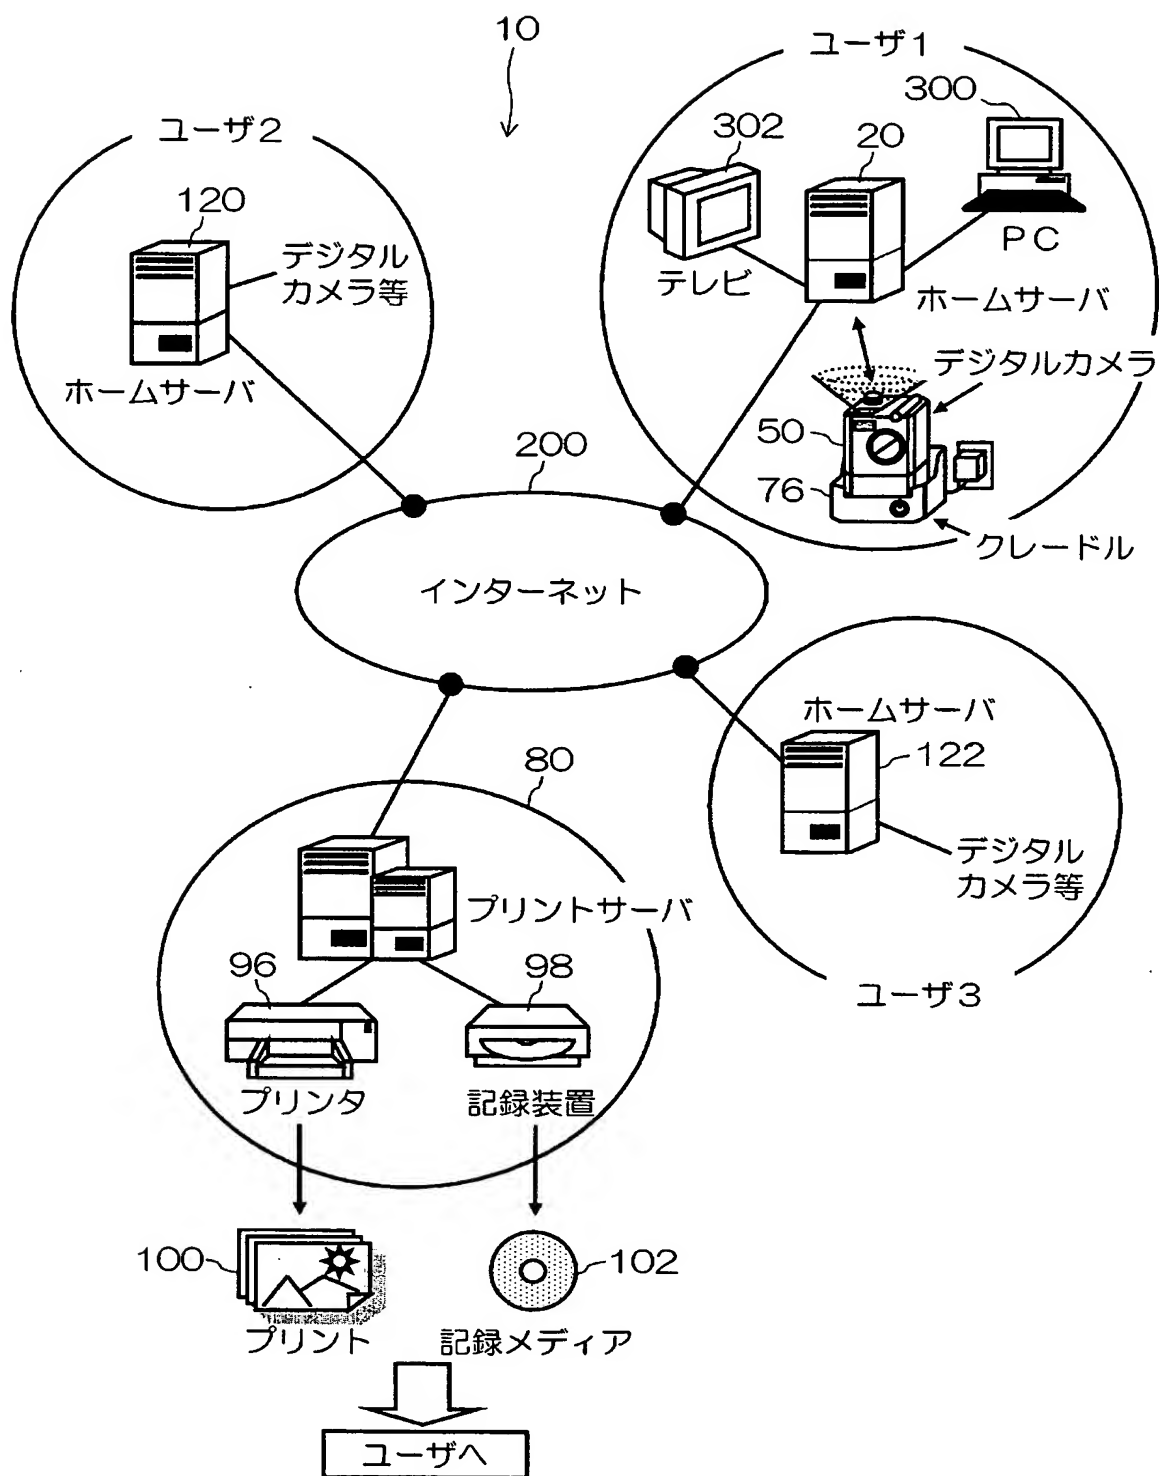 10
ユーザ1
300
302
20
PC
テレビ
ホームサーバ
デジタルカメラ
50
76
クレードル
ユーザ2
120
デジタル
カメラ等
ホームサーバ
200
インターネット
ホームサーバ
122
デジタル
カメラ等
ユーザ3
80
プリントサーバ
96
98
プリンタ
記録装置
100
102
プリント
記録メディア
ユーザへ